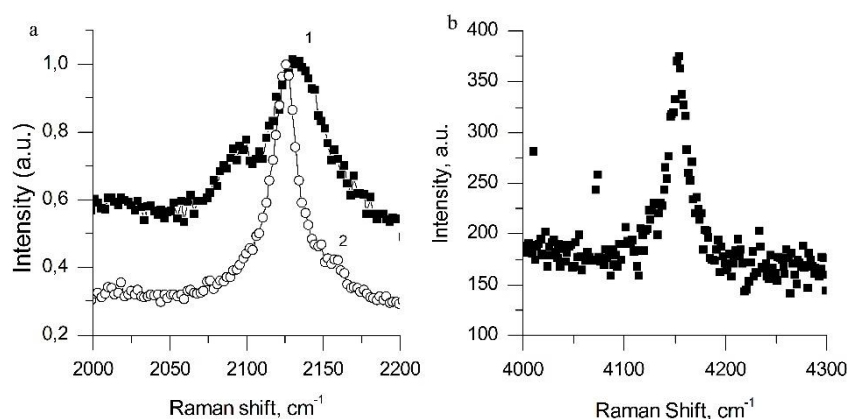 a
1
2
1,0
0,8
0,6
0,4
0,2
Intensity (a.u.)
2000 2050 2100 2150 2200
Raman shift, cm-1
b
400
350
300
250
200
150
100
Intensity, a.u.
4000 4100 4200 4300
Raman Shift, cm-1